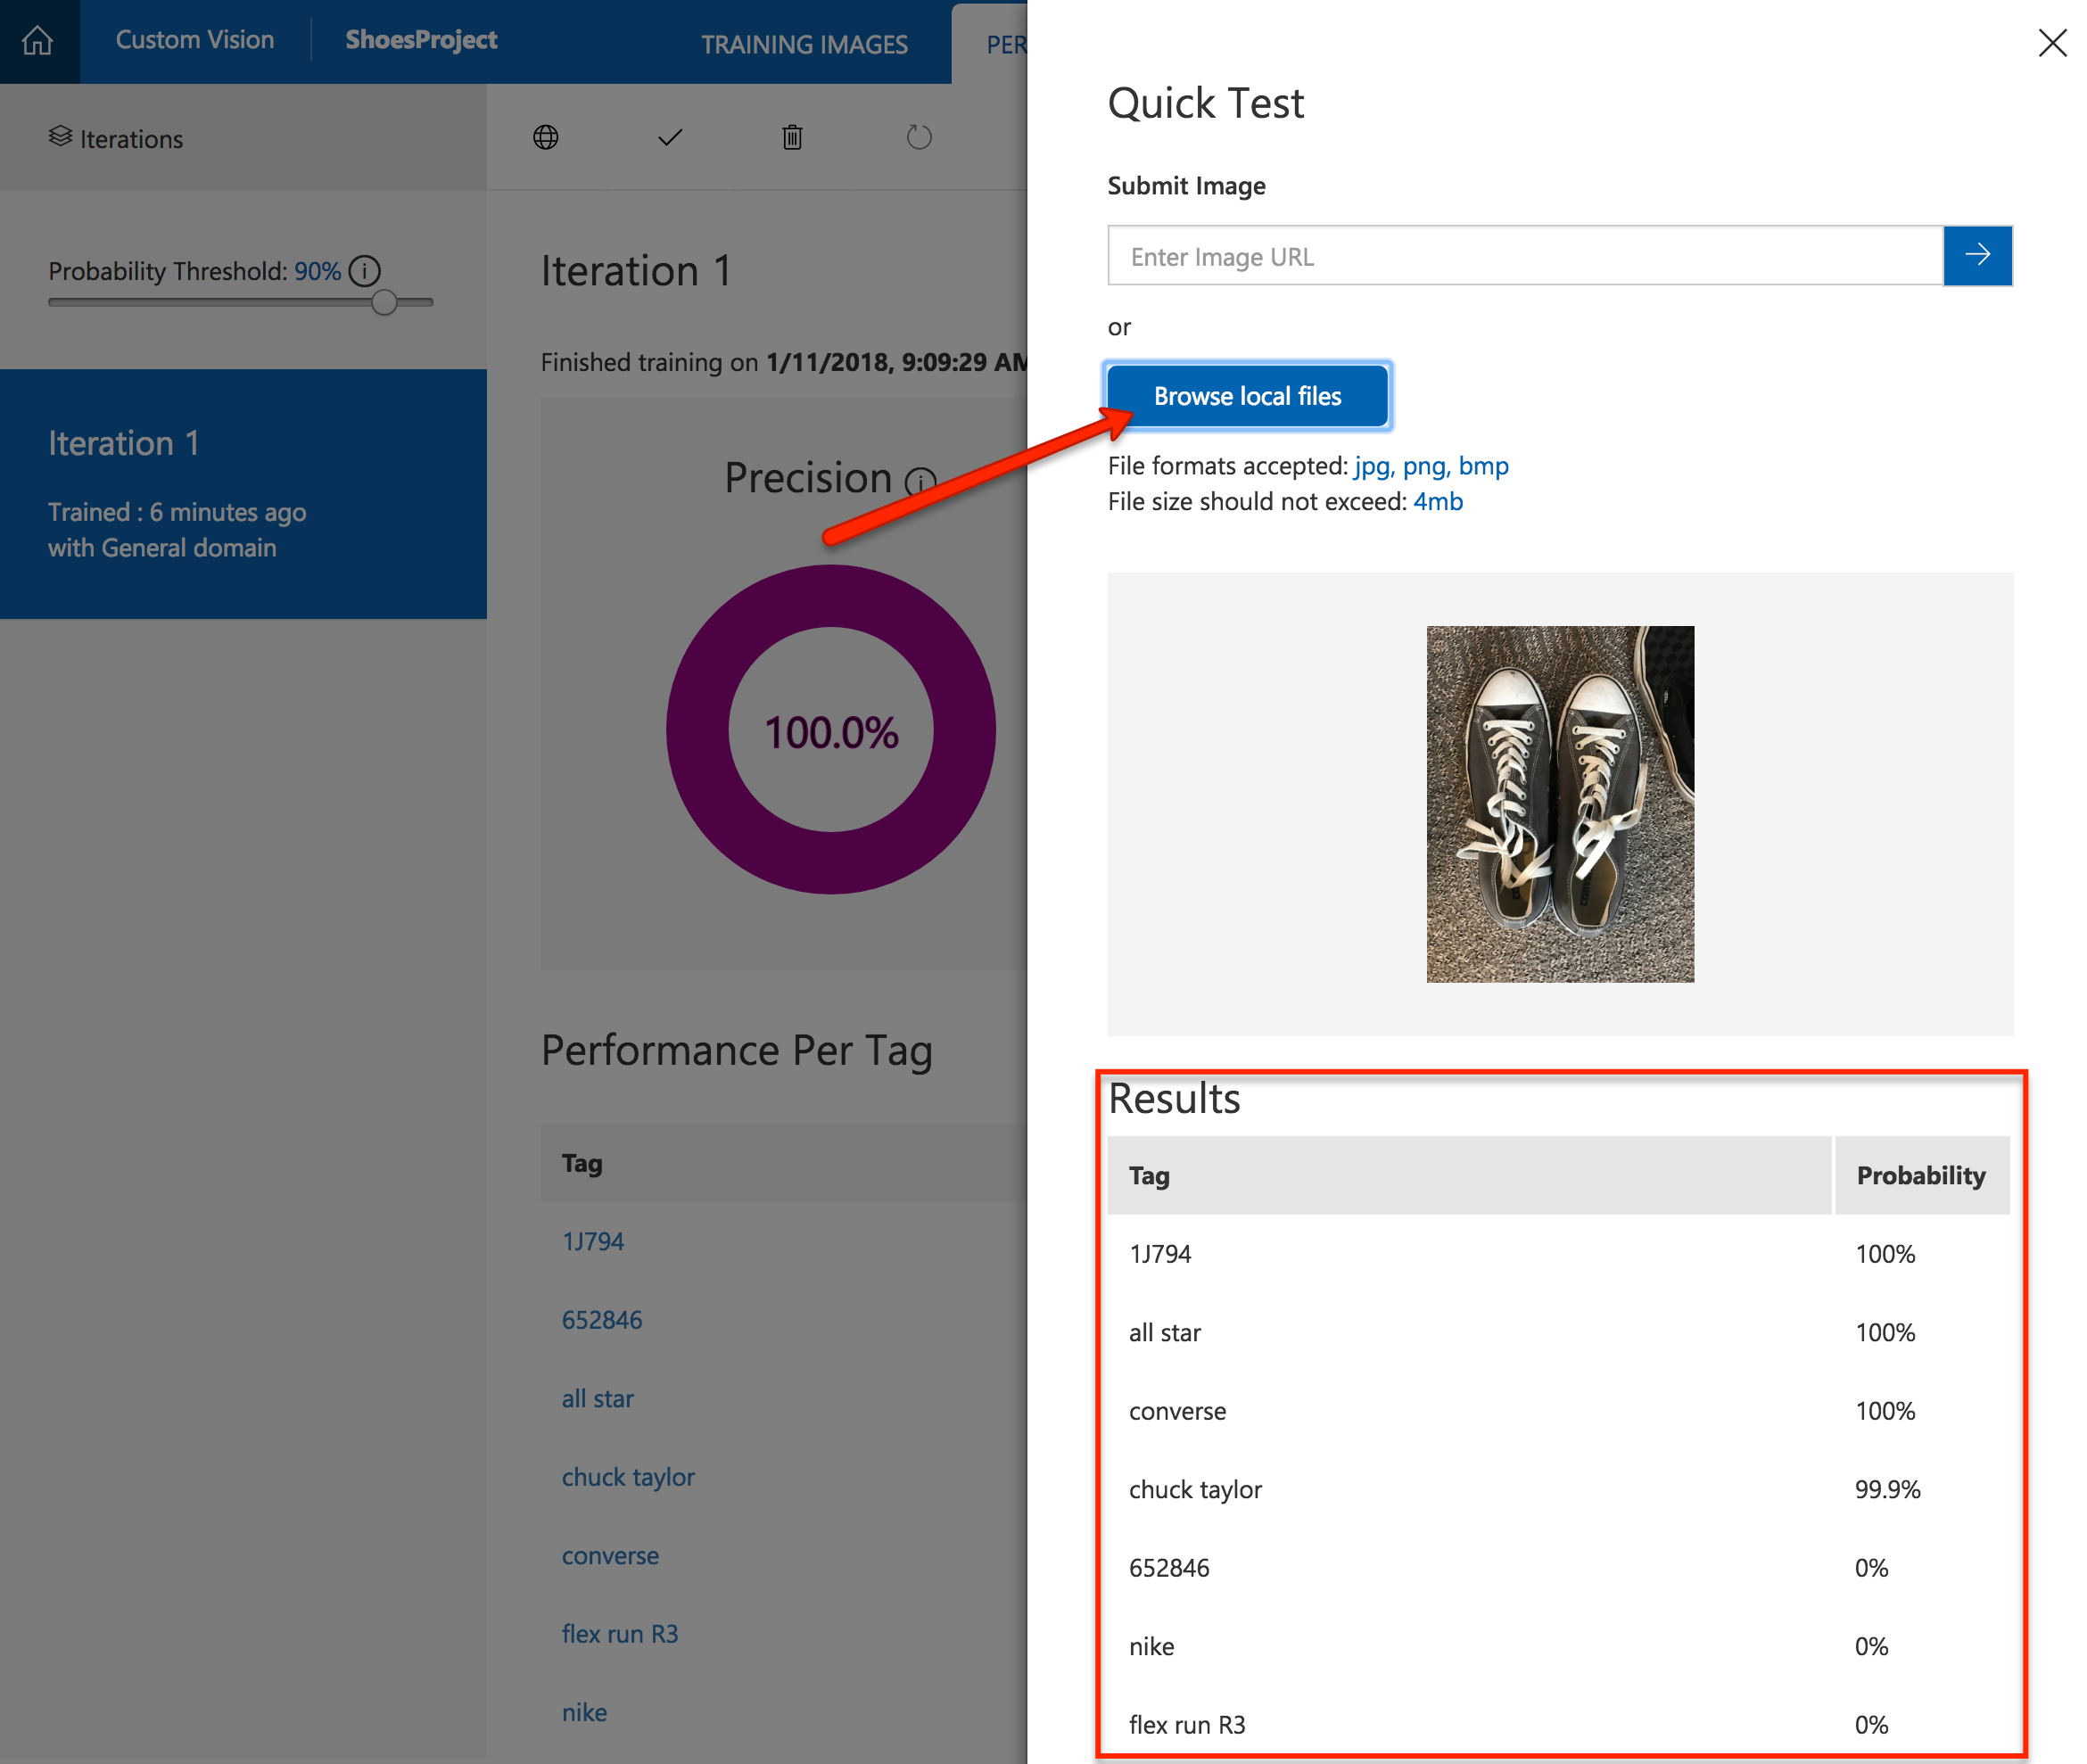 Custom Vision
ShoesProject
TRAINING IMAGES
PER
Iterations
Probability Threshold: 90%
Iteration 1
Trained : 6 minutes ago
with General domain
Iteration 1
Finished training on 1/11/2018, 9:09:29 AM
Precision
100.0%
Performance Per Tag
Tag
1J794
652846
all star
chuck taylor
converse
flex run R3
nike
Quick Test
Submit Image
Enter Image URL
or
Browse local files
File formats accepted: jpg, png, bmp
File size should not exceed: 4mb
Results
Tag Probability
1J794 100%
all star 100%
converse 100%
chuck taylor 99.9%
652846 0%
nike 0%
flex run R3 0%